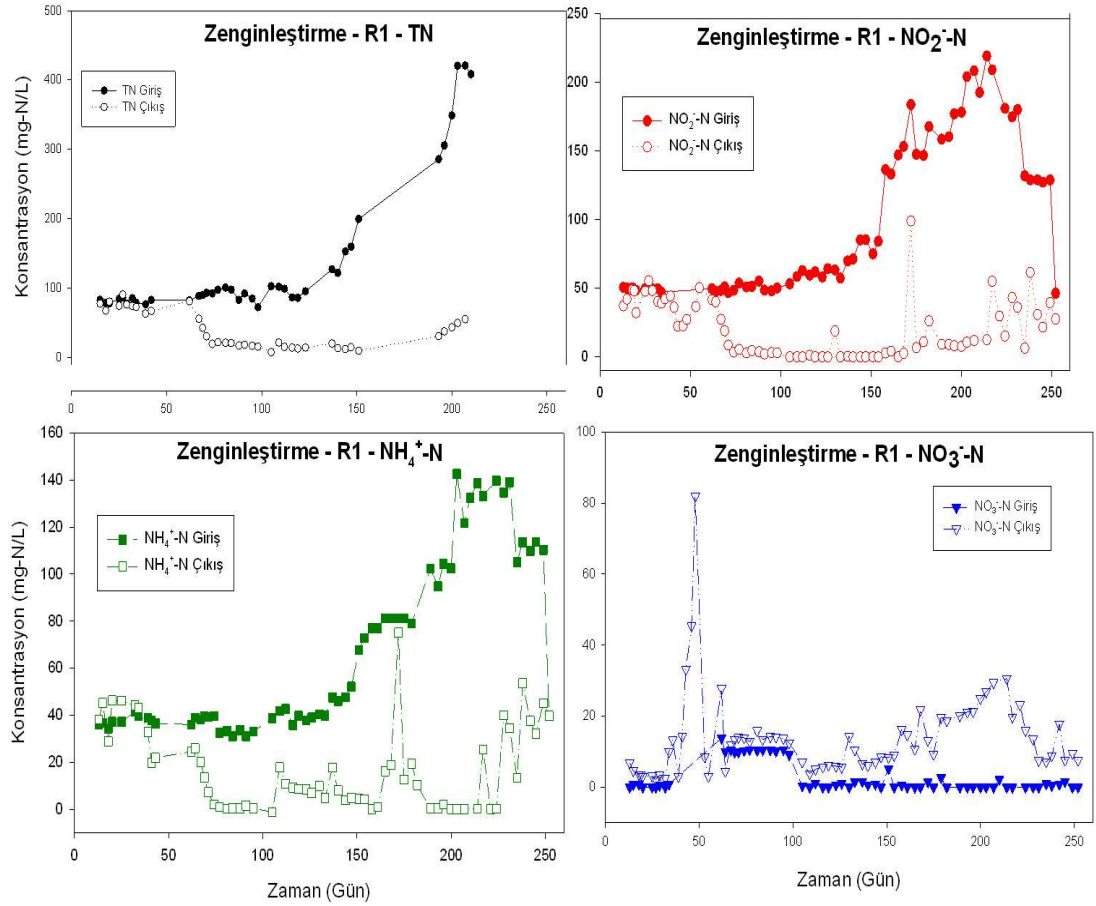 Zenginleştirme - R1 - TN
TN Giriş
TN Çıkış
Konsantrasyon (mg-N/L)
500
400
300
200
100
0
0 50 100 150 200 250
Zenginleştirme - R1 - NO₂⁻-N
NO₂⁻-N Giriş
NO₂⁻-N Çıkış
250
200
150
100
50
0
0 50 100 150 200 250
Zenginleştirme - R1 - NH₄⁺-N
NH₄⁺-N Giriş
NH₄⁺-N Çıkış
Konsantrasyon (mg-N/L)
160
140
120
100
80
60
40
20
0
0 50 100 150 200 250
Zaman (Gün)
Zenginleştirme - R1 - NO₃⁻-N
NO₃⁻-N Giriş
NO₃⁻-N Çıkış
100
80
60
40
20
0
0 50 100 150 200 250
Zaman (Gün)